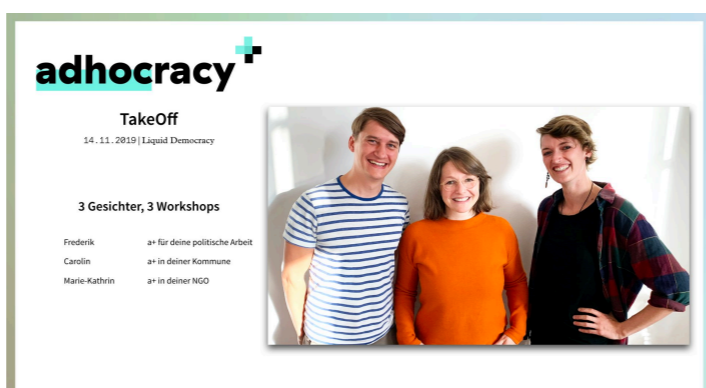 adhocracy+
TakeOff
14.11.2019|Liquid Democracy
3 Gesichter, 3 Workshops
Frederik a+ für deine politische Arbeit
Carolin a+ in deiner Kommune
Marie-Kathrin a+ in deiner NGO